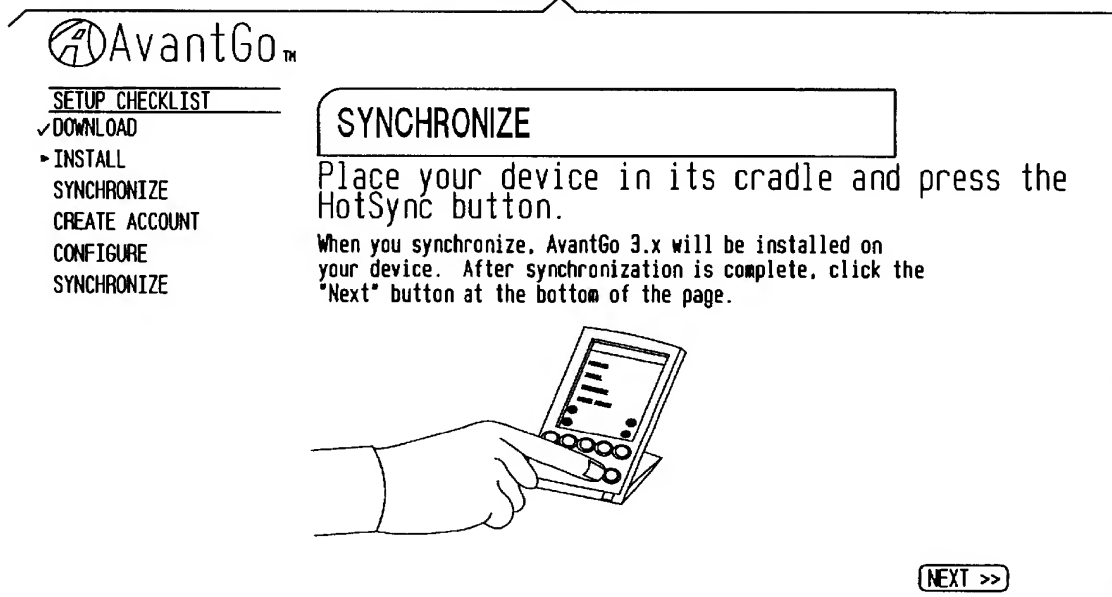 AvantGo™
SETUP CHECKLIST
✓DOWNLOAD
▸INSTALL
SYNCHRONIZE
CREATE ACCOUNT
CONFIGURE
SYNCHRONIZE
SYNCHRONIZE
Place your device in its cradle and press the
HotSync button.
When you synchronize, AvantGo 3.x will be installed on
your device. After synchronization is complete, click the
"Next" button at the bottom of the page.
NEXT >>